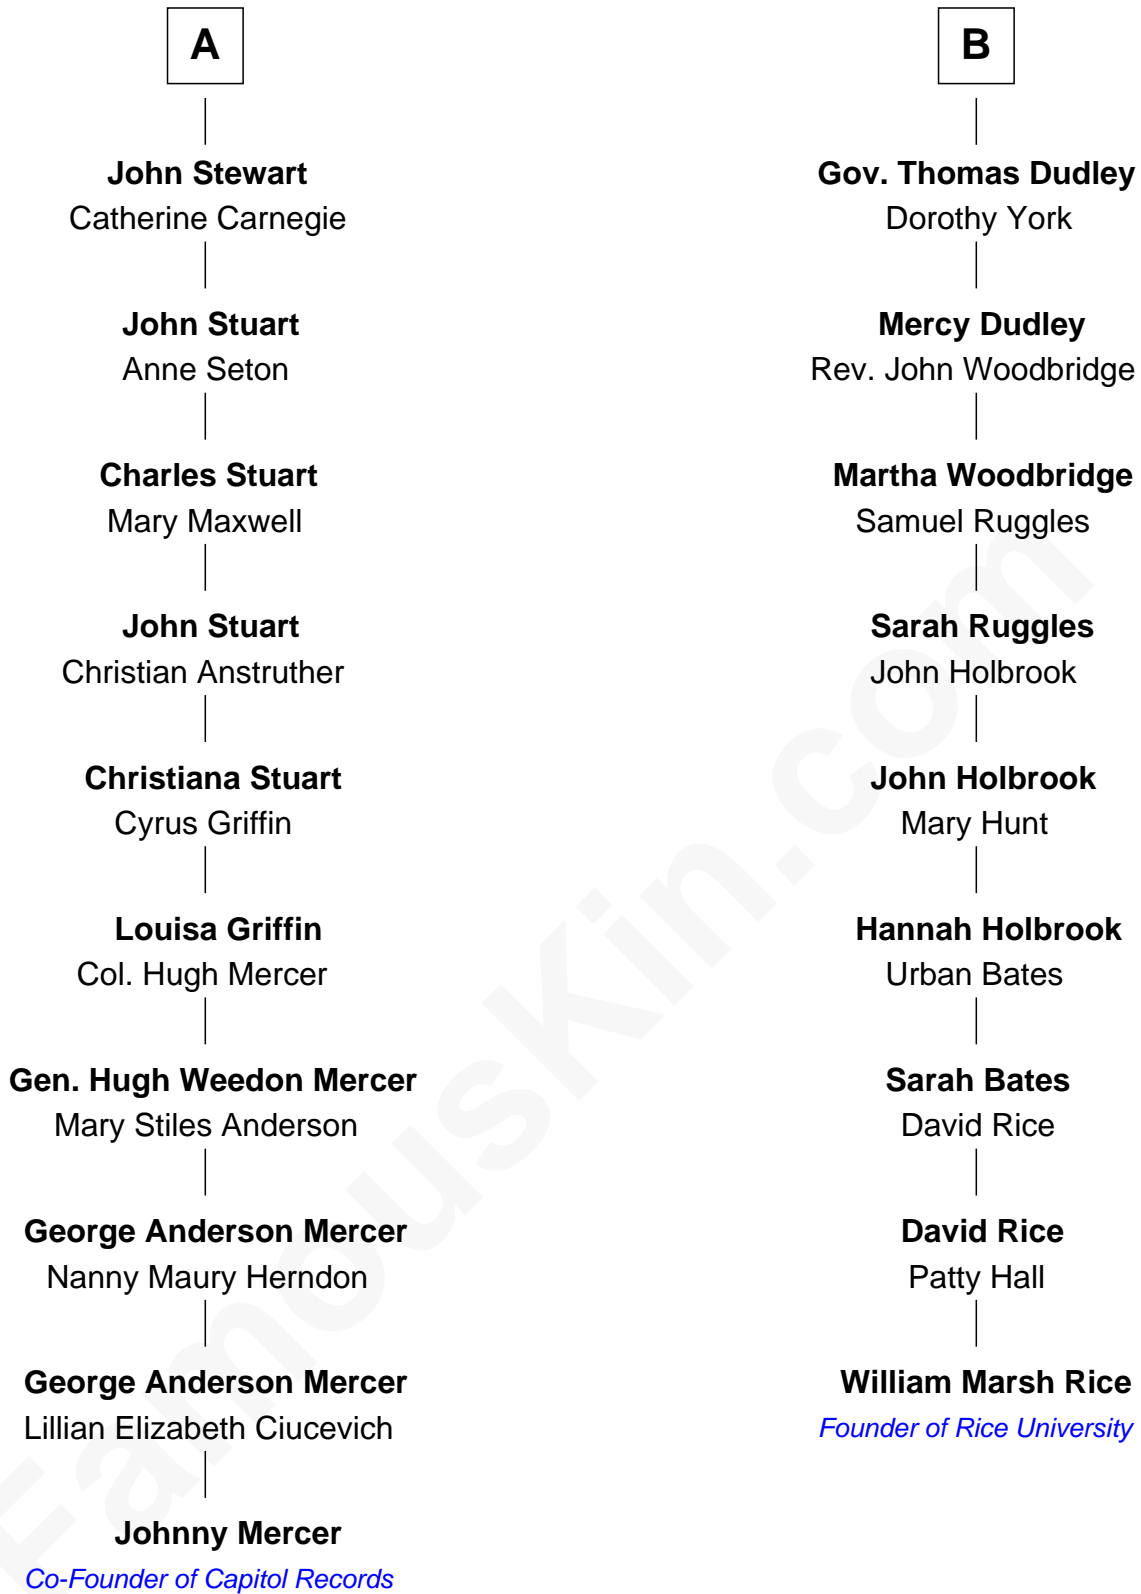 A
John Stewart
Catherine Carnegie
John Stuart
Anne Seton
Charles Stuart
Mary Maxwell
John Stuart
Christian Anstruther
Christiana Stuart
Cyrus Griffin
Louisa Griffin
Col. Hugh Mercer
Gen. Hugh Weedon Mercer
Mary Stiles Anderson
George Anderson Mercer
Nanny Maury Herndon
George Anderson Mercer
Lillian Elizabeth Ciucevich
Johnny Mercer
Co-Founder of Capitol Records
B
Gov. Thomas Dudley
Dorothy York
Mercy Dudley
Rev. John Woodbridge
Martha Woodbridge
Samuel Ruggles
Sarah Ruggles
John Holbrook
John Holbrook
Mary Hunt
Hannah Holbrook
Urban Bates
Sarah Bates
David Rice
David Rice
Patty Hall
William Marsh Rice
Founder of Rice University
FamousKin.com